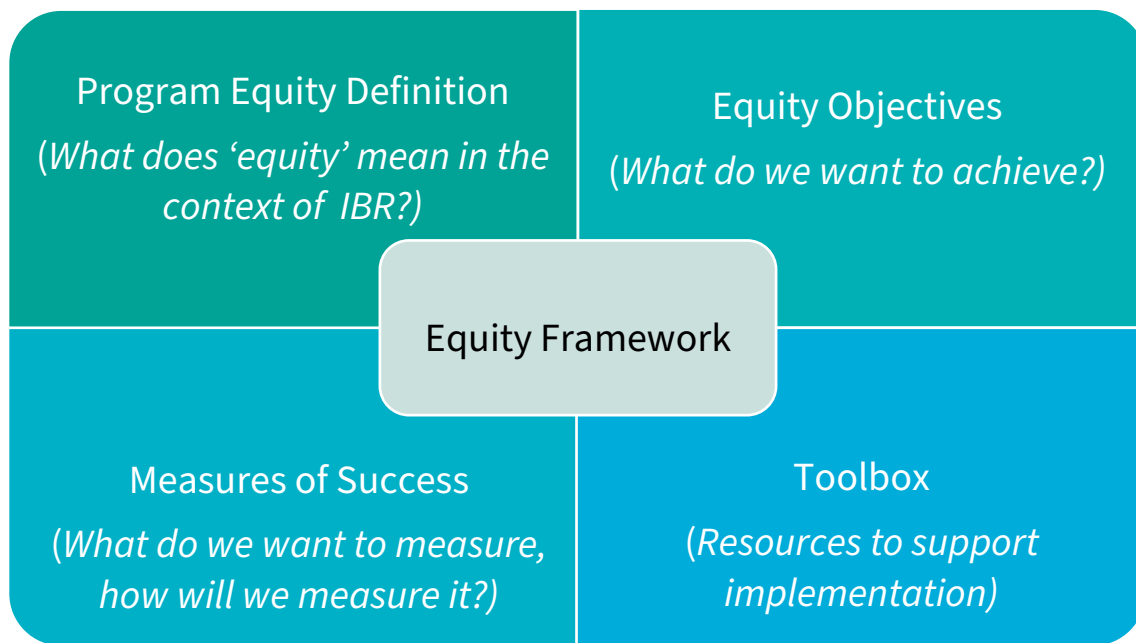 Program Equity Definition
(What does ‘equity’ mean in the
context of IBR?)
Equity Objectives
(What do we want to achieve?)
Equity Framework
Measures of Success
(What do we want to measure,
how will we measure it?)
Toolbox
(Resources to support
implementation)